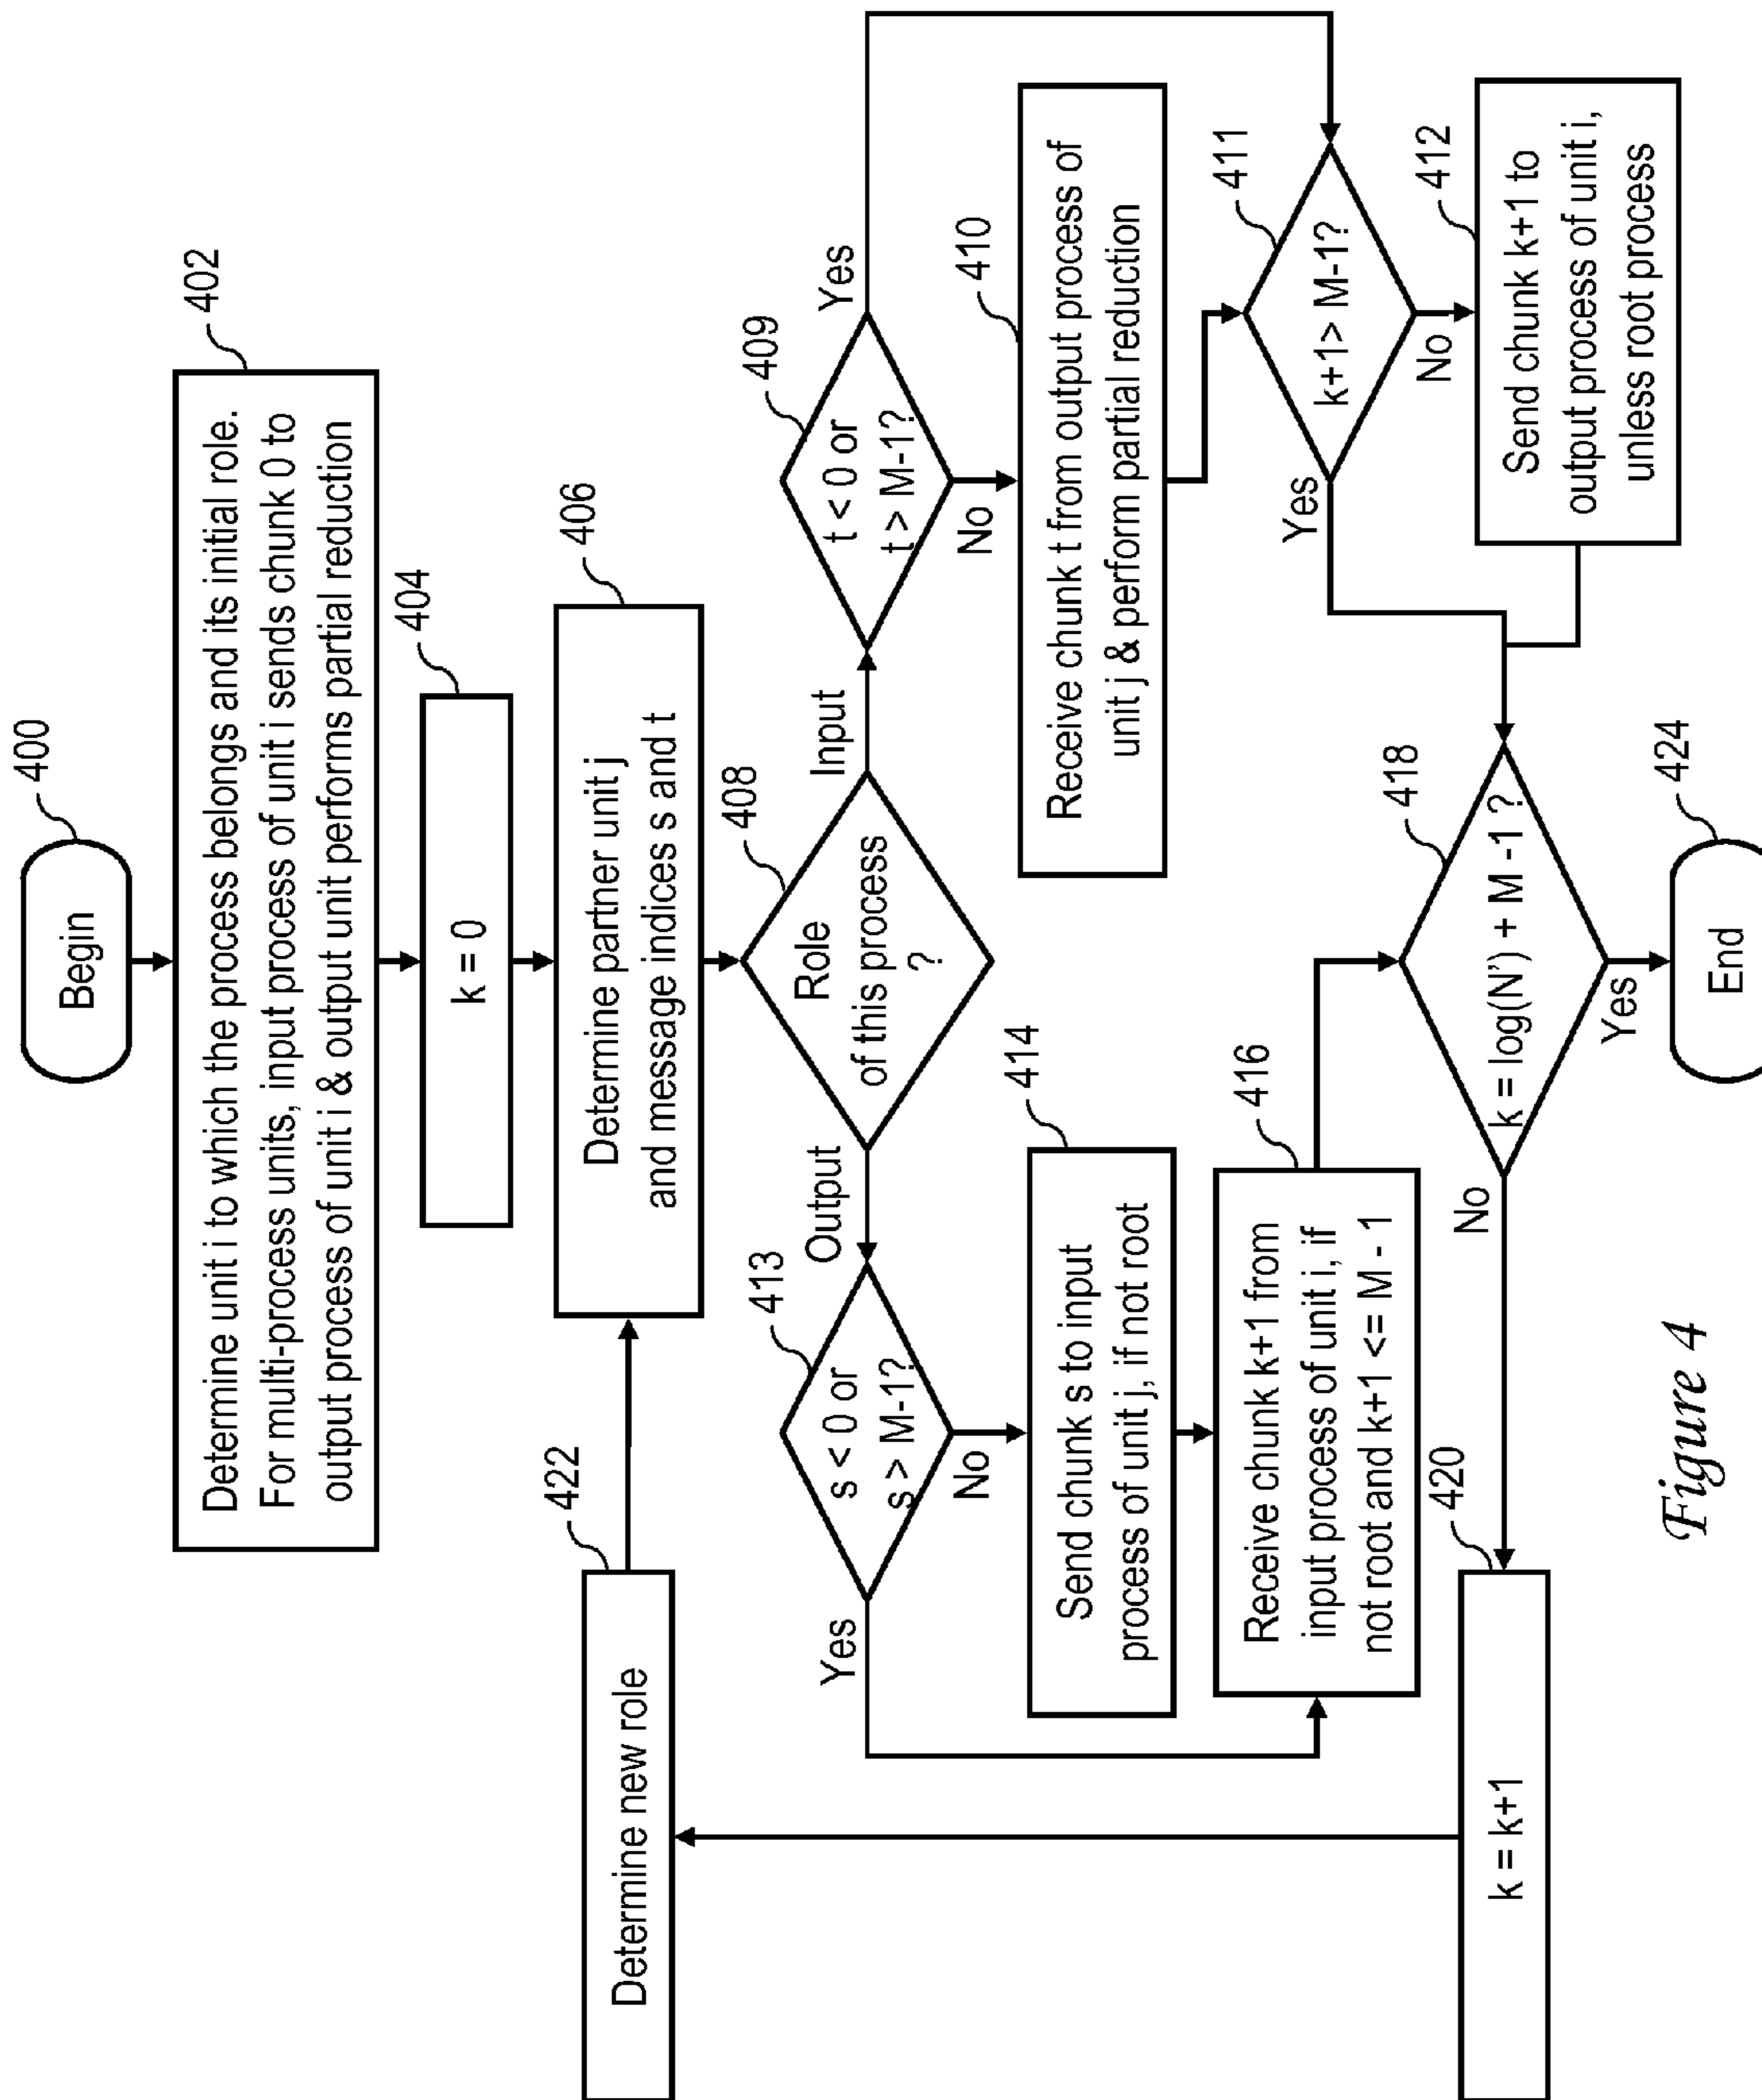 400
Begin
402
Determine unit i to which the process belongs and its initial role.
For multi-process units, input process of unit i sends chunk 0 to
output process of unit i & output unit performs partial reduction
404
k = 0
406
Determine partner unit j
and message indices s and t
422
Determine new role
408
Role
of this process
?
Output
Input
413
s < 0 or
s > M-1?
Yes
No
409
t < 0 or
t > M-1?
Yes
No
414
Send chunk s to input
process of unit j, if not root
410
Receive chunk t from output process of
unit j & perform partial reduction
416
Receive chunk k+1 from
input process of unit i, if
not root and k+1 <= M - 1
411
k+1> M-1?
Yes
No
412
Send chunk k+1 to
output process of unit i,
unless root process
418
k = log(N') + M -1 ?
No
Yes
420
k = k+1
424
End
Figure 4